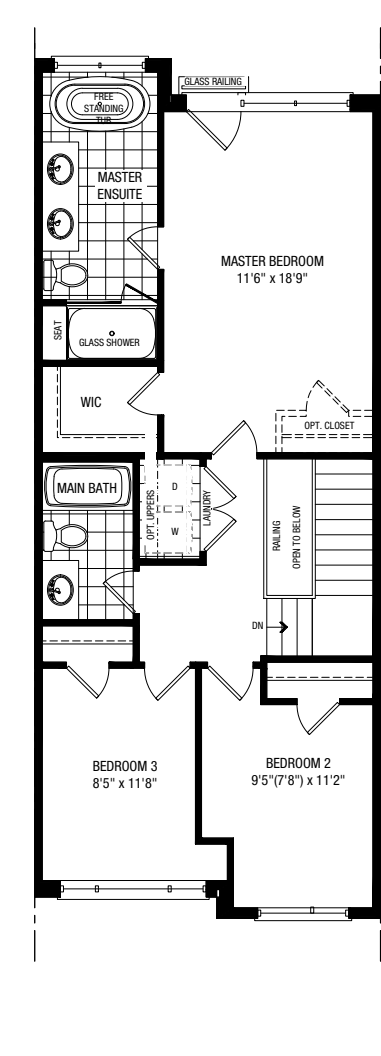 GLASS RAILING
FREE
STANDING
TUB
MASTER
ENSUITE
MASTER BEDROOM
11'6" x 18'9"
SEAT
GLASS SHOWER
WIC
OPT. CLOSET
MAIN BATH
OPT. UPPERS
D
W
LAUNDRY
RAILING
OPEN TO BELOW
DN
BEDROOM 3
8'5" x 11'8"
BEDROOM 2
9'5"(7'8") x 11'2"